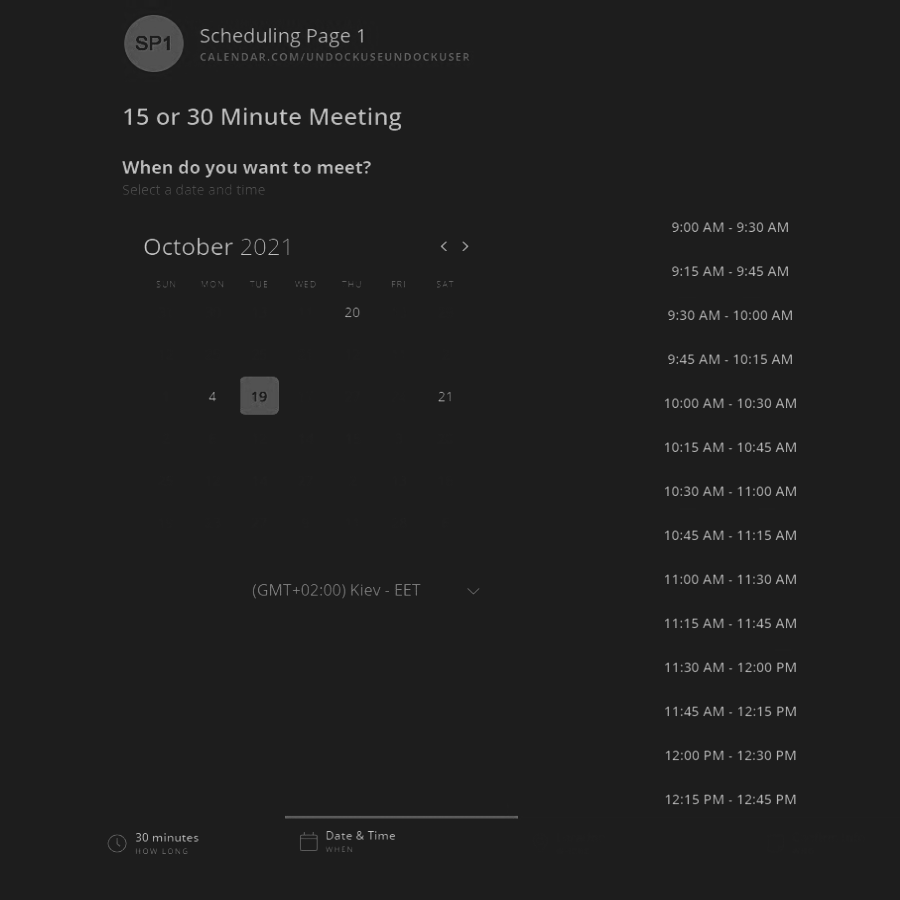 SP1
Scheduling Page 1
CALENDAR.COM/UNDOCKUSEUNDOCKUSER
15 or 30 Minute Meeting
When do you want to meet?
Select a date and time
October 2021
SUN MON TUE WED THU FRI SAT
20
4 19 21
(GMT+02:00) Kiev - EET
9:00 AM - 9:30 AM
9:15 AM - 9:45 AM
9:30 AM - 10:00 AM
9:45 AM - 10:15 AM
10:00 AM - 10:30 AM
10:15 AM - 10:45 AM
10:30 AM - 11:00 AM
10:45 AM - 11:15 AM
11:00 AM - 11:30 AM
11:15 AM - 11:45 AM
11:30 AM - 12:00 PM
11:45 AM - 12:15 PM
12:00 PM - 12:30 PM
12:15 PM - 12:45 PM
30 minutes
HOW LONG
Date & Time
WHEN